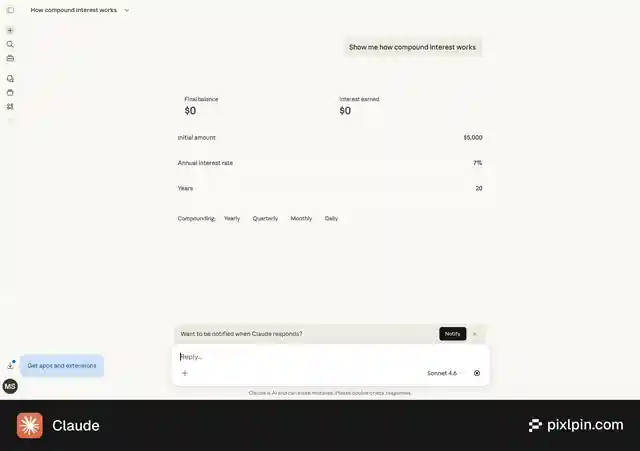 How compound interest works
Show me how compound interest works
Final balance
Interest earned
$0
$0
Initial amount
$5,000
Annual interest rate
7%
Years
20
Compounding:
Yearly
Quarterly
Monthly
Daily
Want to be notified when Claude responds?
Notify
Reply...
Get apps and extensions
Sonnet 4.6
MS
Claude is AI and can make mistakes. Please double-check responses.
Claude
pixlpin.com